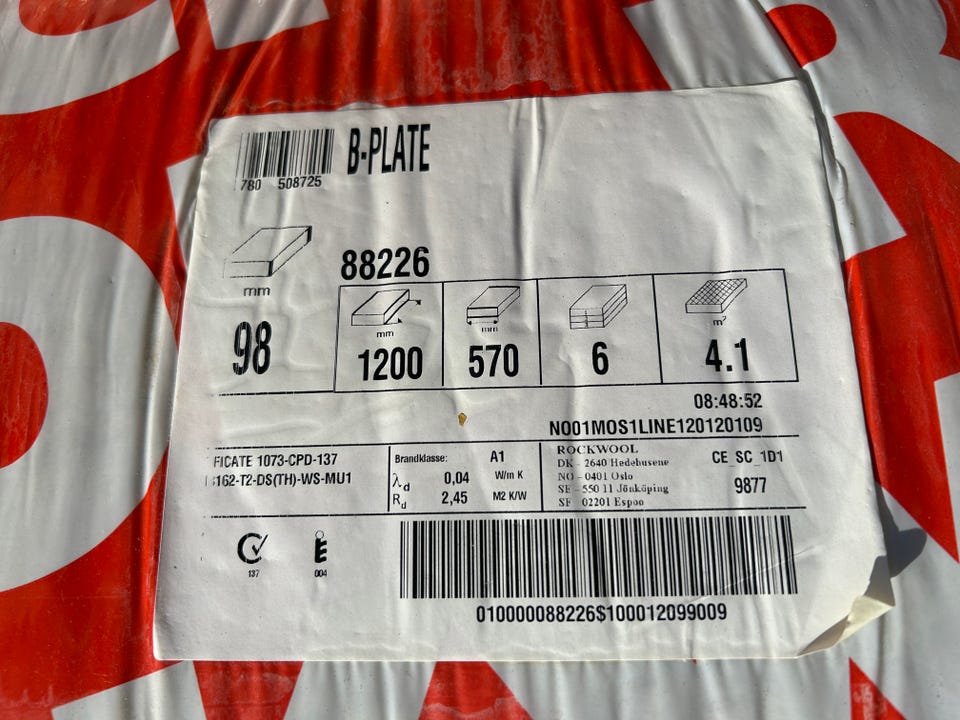 B-PLATE
780 508725
mm
88226
98
mm
1200
mm
570
6
m²
4.1
08:48:52
NO01MOS1LINE120120109
FICATE 1073-CPD-137
162-T2-DS(TH)-WS-MU1
Brandklasse: A1
λd 0,04 W/m K
Rd 2,45 M2 K/W
ROCKWOOL
DK - 2640 Hedehusene
NO - 0401 Oslo
SE - 550 11 Jönköping
SF - 02201 Espoo
CE_SC_1D1
9877
137
004
010000088226$100012099009